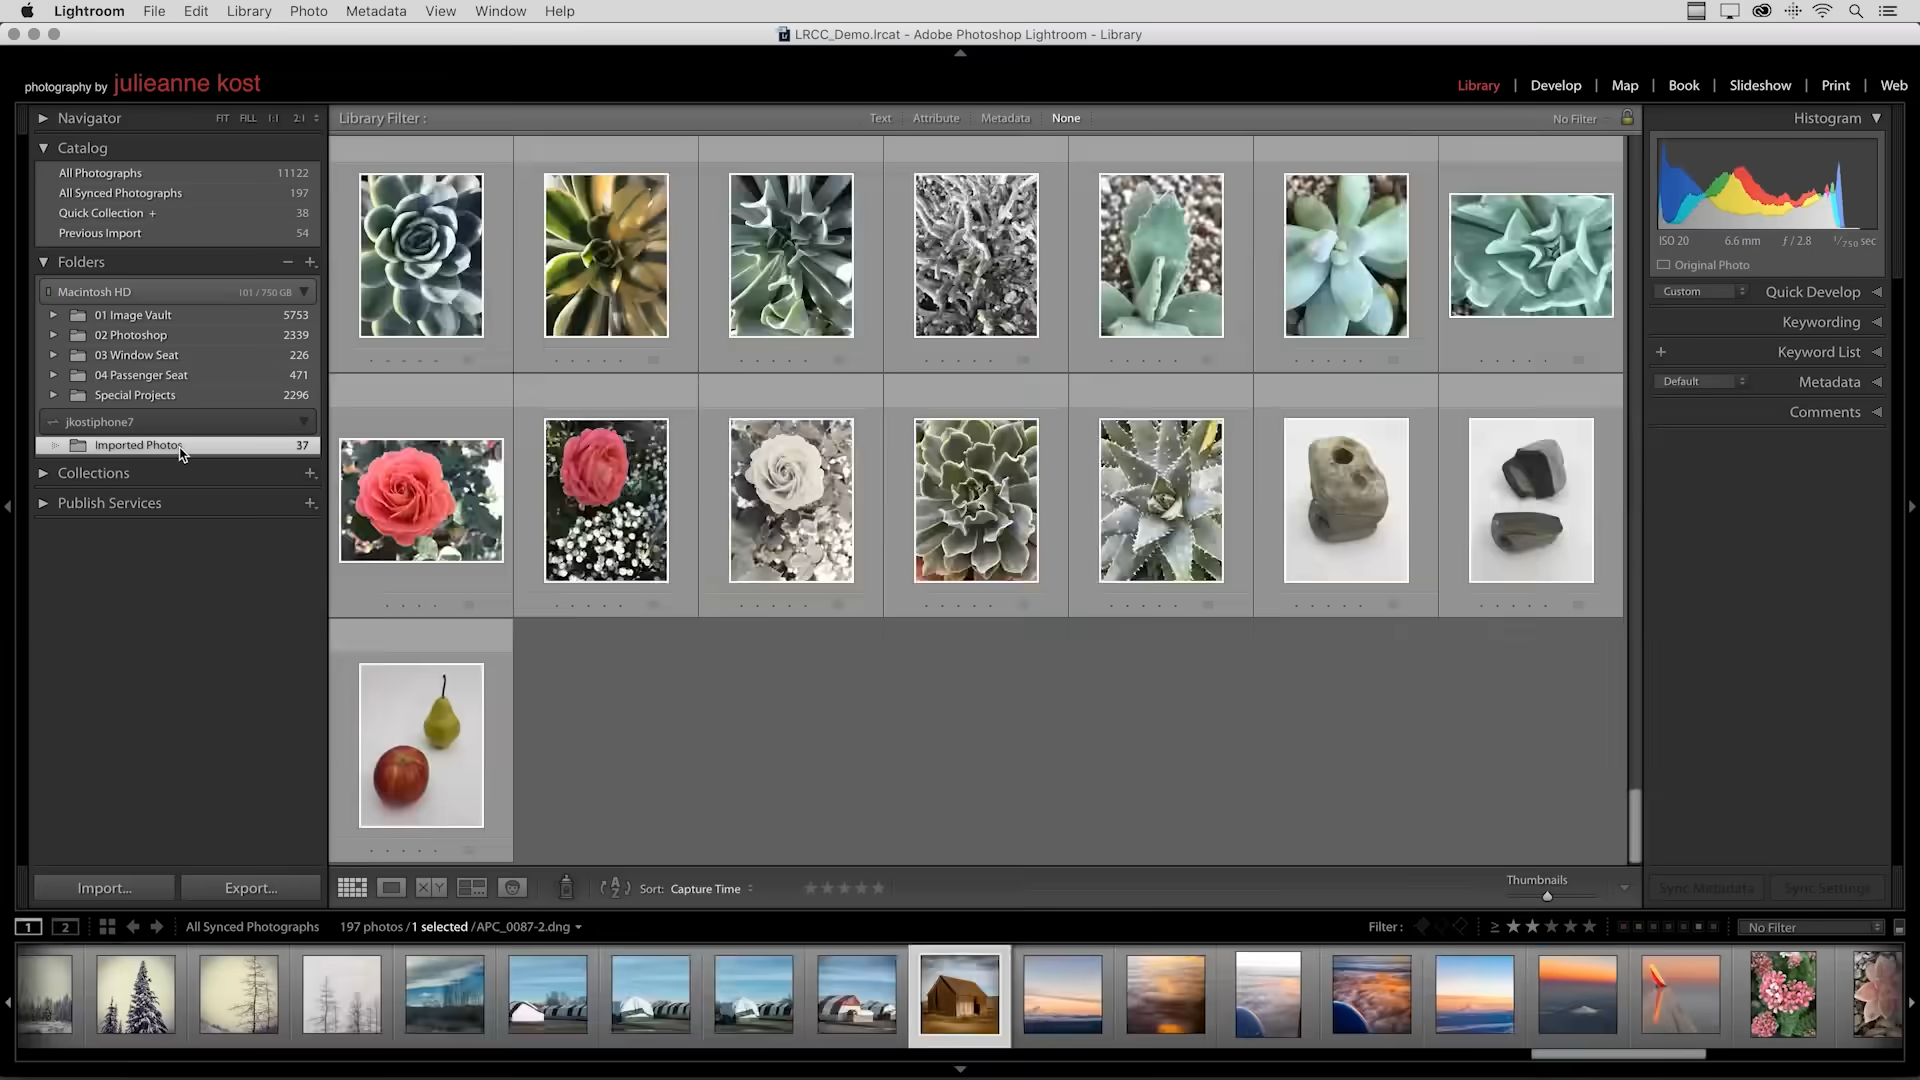 Lightroom File Edit Library Photo Metadata View Window Help
LRCC_Demo.lrcat - Adobe Photoshop Lightroom - Library
photography by julieanne kost
Library | Develop | Map | Book | Slideshow | Print | Web
Navigator FIT FILL 1:1 2:1
Library Filter : Text Attribute Metadata None No Filter
Histogram
Catalog
All Photographs 11122
All Synced Photographs 197
Quick Collection + 38
Previous Import 54
ISO 20 6.6 mm ƒ / 2.8 1/750 sec
Original Photo
Folders − +
Macintosh HD 101 / 750 GB
01 Image Vault 5753
02 Photoshop 2339
03 Window Seat 226
04 Passenger Seat 471
Special Projects 2296
jkostiphone7
Imported Photos 37
Collections +
Publish Services +
Custom Quick Develop
Keywording
+ Keyword List
Default Metadata
Comments
Import... Export...
X Y
Sort: Capture Time
Thumbnails
Sync Metadata Sync Settings
1 2 All Synced Photographs 197 photos / 1 selected / APC_0087-2.dng
Filter : ≥ ★ ★ ★ ★ ★ No Filter